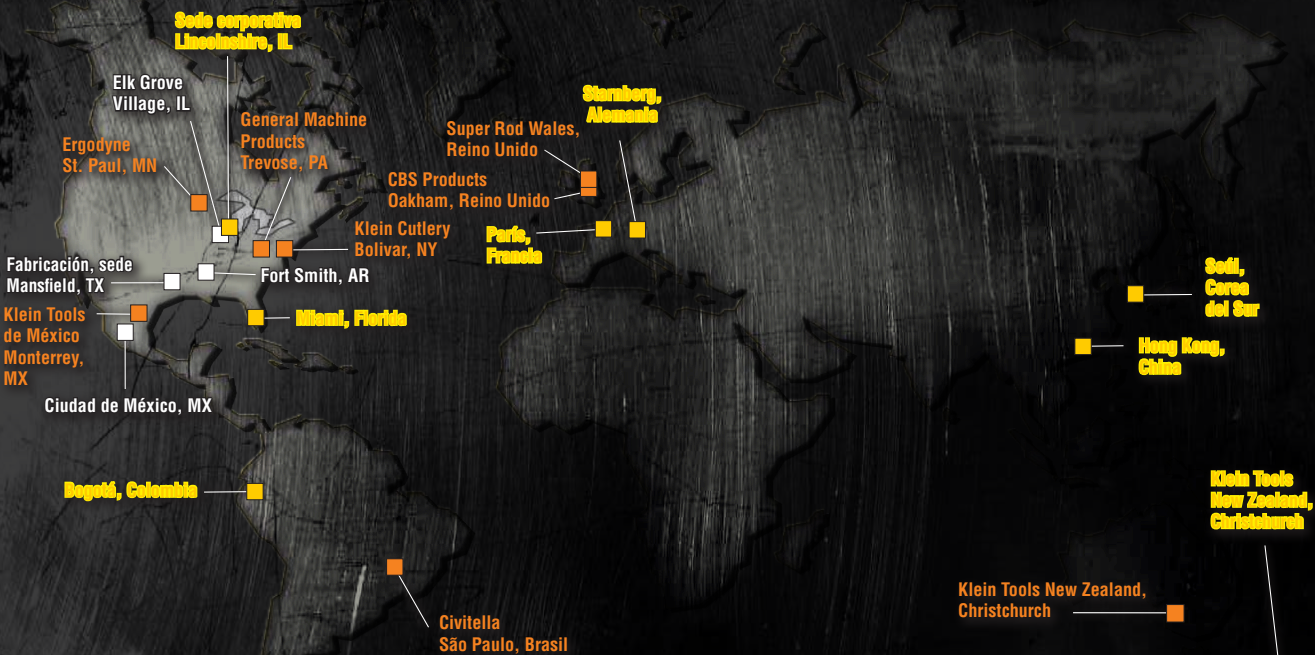 Sede corporativa
Lincolnshire, IL
Elk Grove
Village, IL
General Machine
Products
Trevose, PA
Ergodyne
St. Paul, MN
Starnberg,
Alemania
Super Rod Wales,
Reino Unido
CBS Products
Oakham, Reino Unido
Klein Cutlery
Bolivar, NY
París,
Francia
Fabricación, sede
Mansfield, TX
Fort Smith, AR
Klein Tools
de México
Monterrey,
MX
Miami, Florida
Ciudad de México, MX
Seúl,
Corea
del Sur
Hong Kong,
China
Bogotá, Colombia
Klein Tools
New Zealand,
Christchurch
Klein Tools New Zealand,
Christchurch
Civitella
São Paulo, Brasil